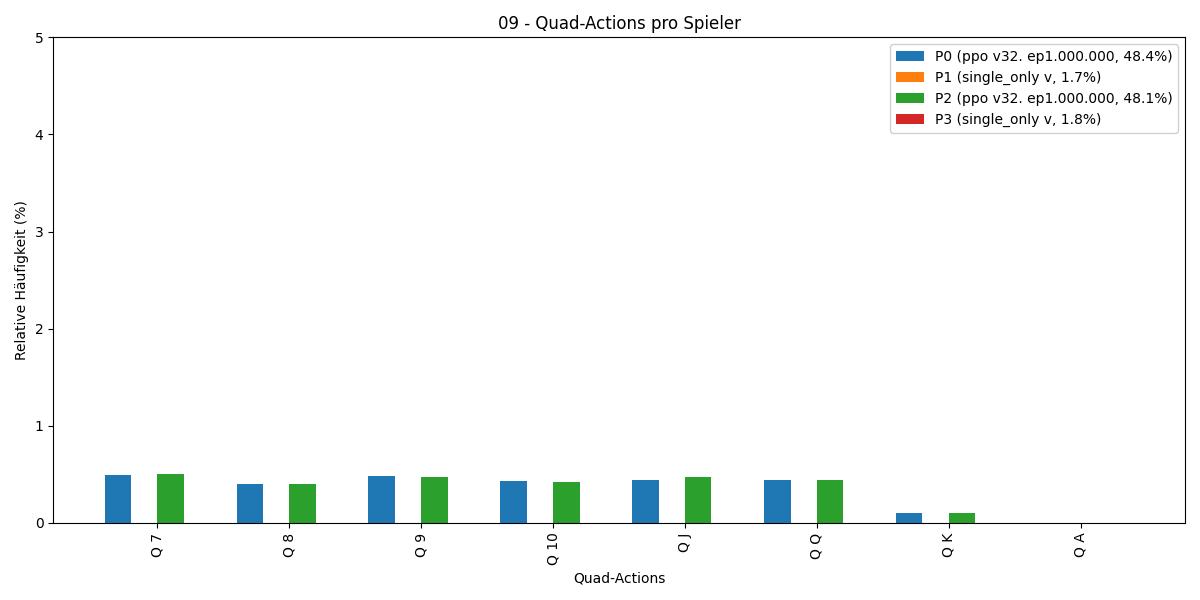 09 - Quad-Actions pro Spieler
P0 (ppo v32. ep1.000.000, 48.4%)
P1 (single_only v, 1.7%)
P2 (ppo v32. ep1.000.000, 48.1%)
P3 (single_only v, 1.8%)
Relative Häufigkeit (%)
5
4
3
2
1
0
Q 7
Q 8
Q 9
Q 10
Q J
Q Q
Q K
Q A
Quad-Actions